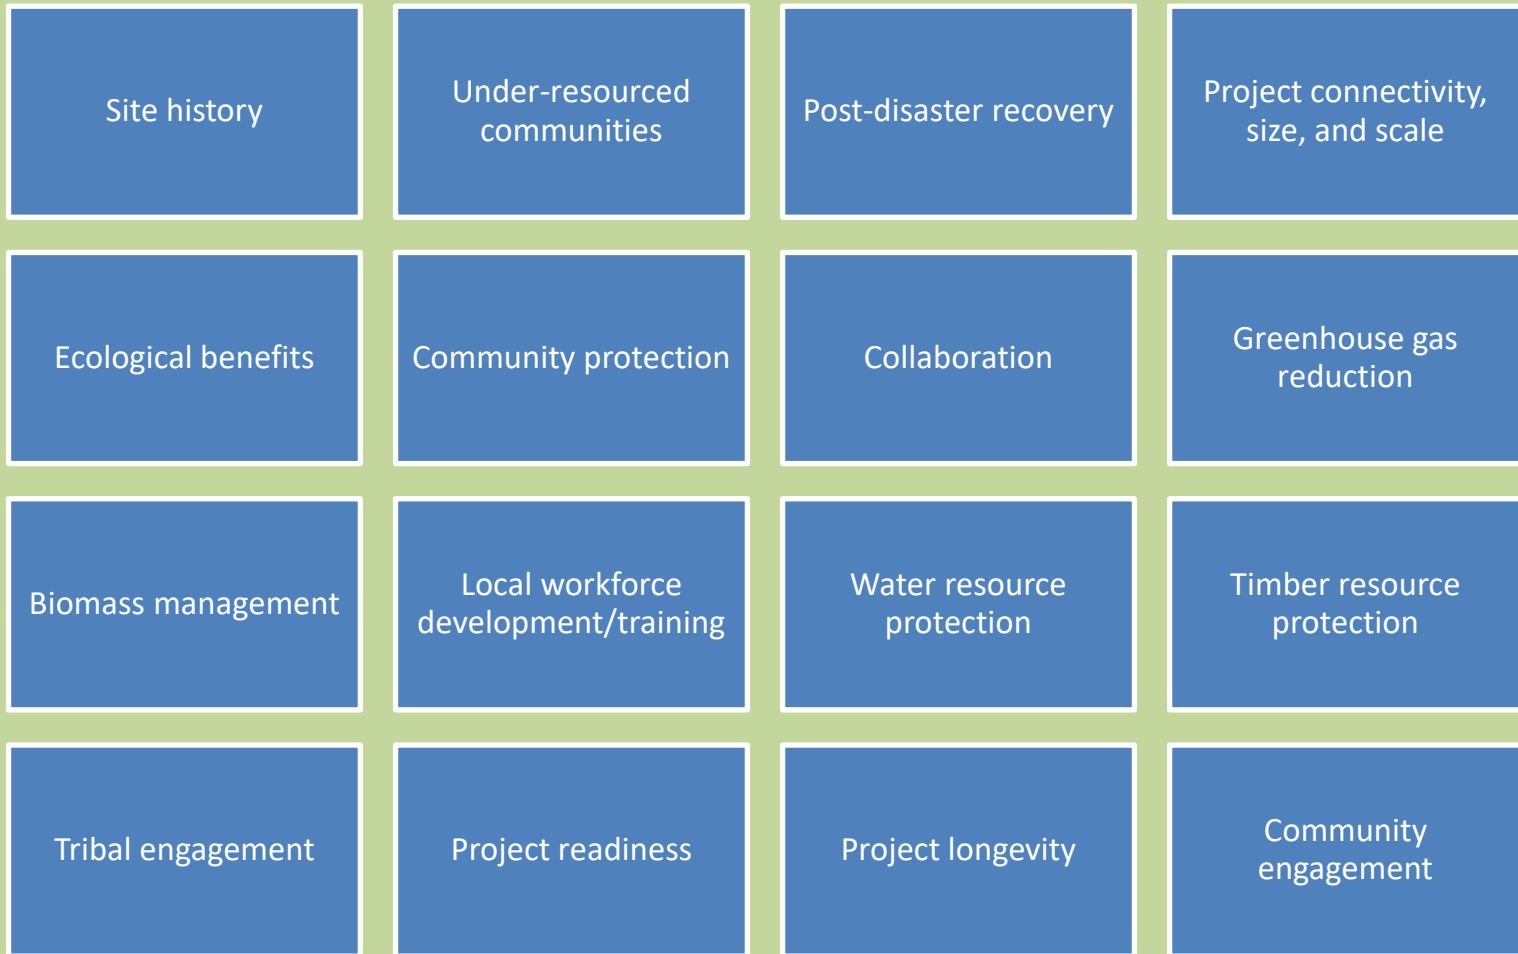 Site history
Under-resourced
communities
Post-disaster recovery
Project connectivity,
size, and scale
Ecological benefits
Community protection
Collaboration
Greenhouse gas
reduction
Biomass management
Local workforce
development/training
Water resource
protection
Timber resource
protection
Tribal engagement
Project readiness
Project longevity
Community
engagement